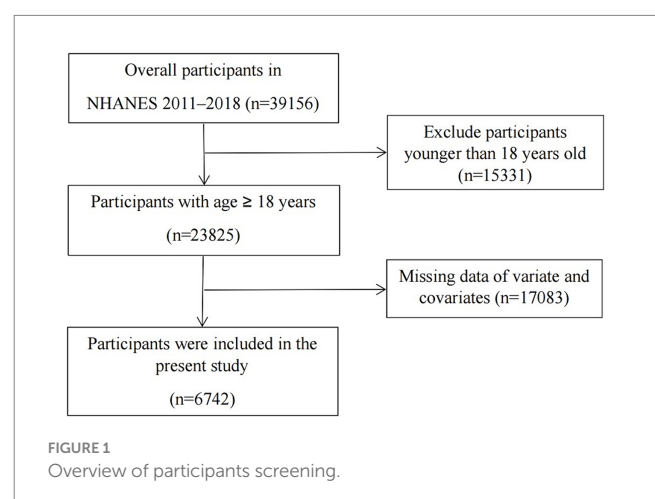 Overall participants in
NHANES 2011–2018 (n=39156)
Exclude participants
younger than 18 years old
(n=15331)
Participants with age ≥ 18 years
(n=23825)
Missing data of variate and
covariates (n=17083)
Participants were included in the
present study
(n=6742)
FIGURE 1
Overview of participants screening.